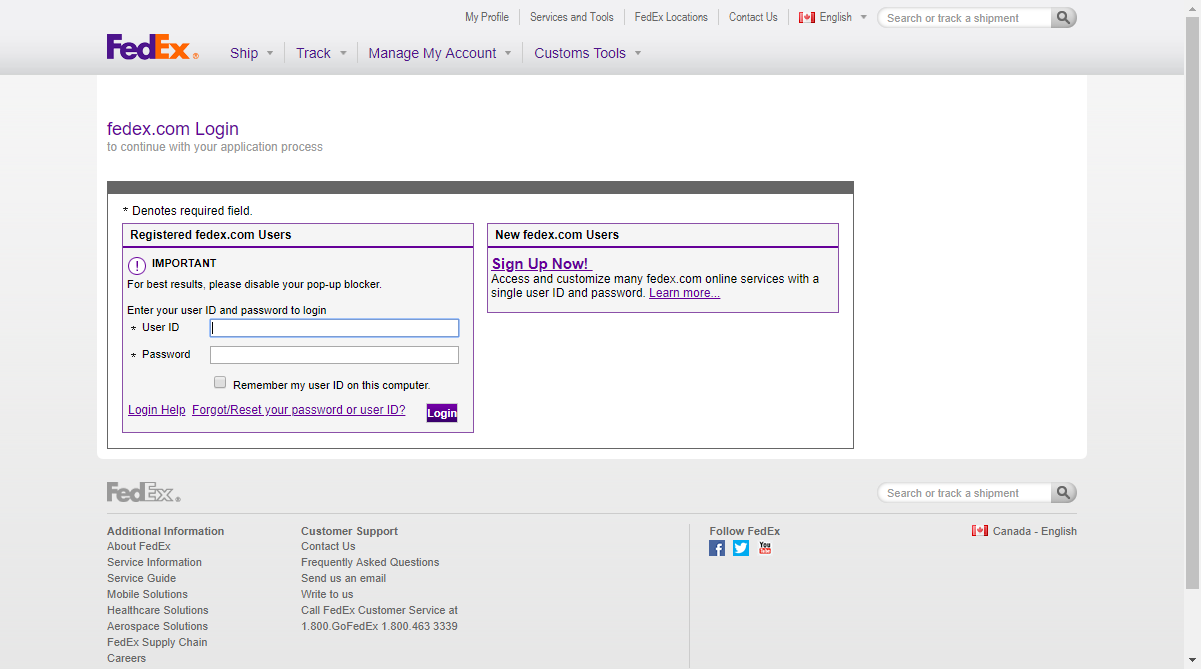 My Profile
Services and Tools
FedEx Locations
Contact Us
English
Search or track a shipment
FedEx®
Ship
Track
Manage My Account
Customs Tools
fedex.com Login
to continue with your application process
* Denotes required field.
Registered fedex.com Users
! IMPORTANT
For best results, please disable your pop-up blocker.
Enter your user ID and password to login
* User ID
* Password
Remember my user ID on this computer.
Login Help
Forgot/Reset your password or user ID?
Login
New fedex.com Users
Sign Up Now!
Access and customize many fedex.com online services with a
single user ID and password. Learn more...
FedEx®
Search or track a shipment
Additional Information
About FedEx
Service Information
Service Guide
Mobile Solutions
Healthcare Solutions
Aerospace Solutions
FedEx Supply Chain
Careers
Customer Support
Contact Us
Frequently Asked Questions
Send us an email
Write to us
Call FedEx Customer Service at
1.800.GoFedEx 1.800.463 3339
Follow FedEx
f
You
Tube
Canada - English